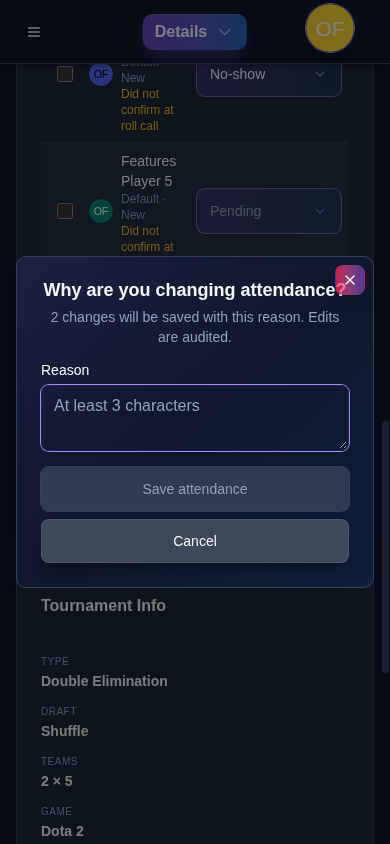 Details
OF
Default ·
New
Did not
confirm at
roll call
OF
No-show
Features
Player 5
Default ·
New
Did not
confirm at
OF
Pending
Why are you changing attendance?
2 changes will be saved with this reason. Edits
are audited.
Reason
At least 3 characters
Save attendance
Cancel
Tournament Info
TYPE
Double Elimination
DRAFT
Shuffle
TEAMS
2 × 5
GAME
Dota 2